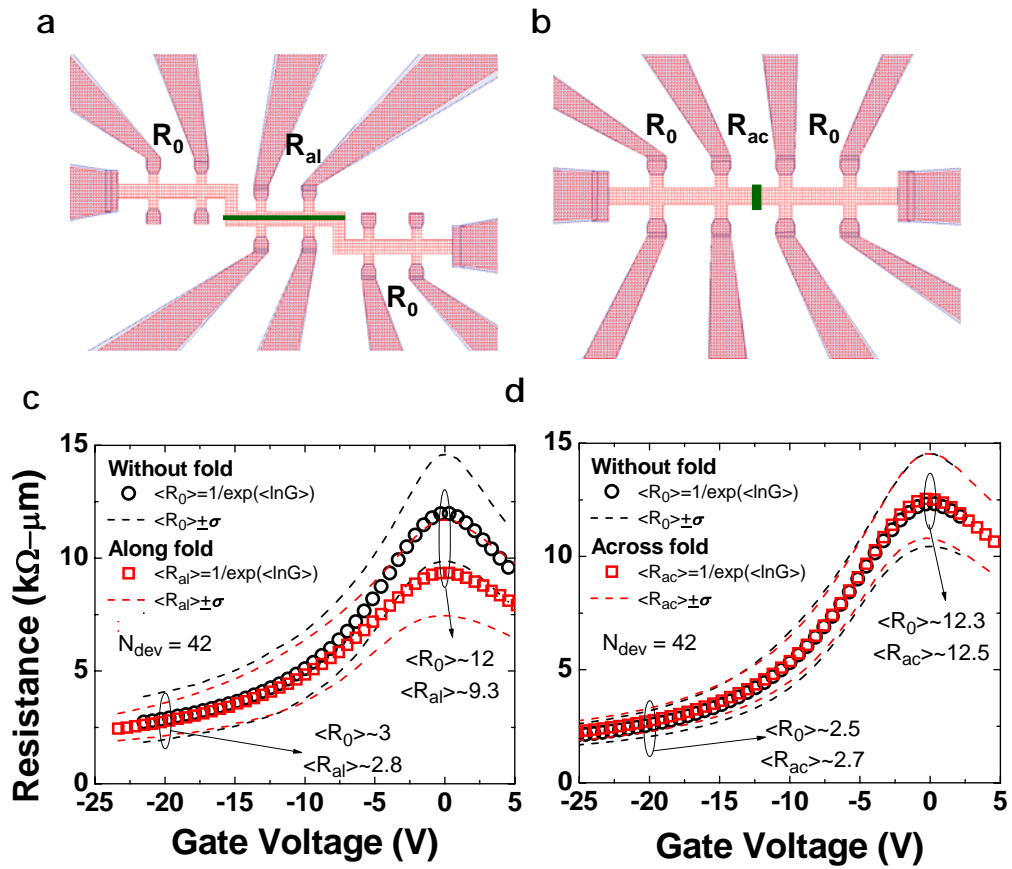 a
b
R0
Ral
R0
R0
Rac
R0
c
d
Resistance (kΩ–μm)
15
10
5
0
Without fold
<R0>=1/exp(<lnG>)
<R0>±σ
Along fold
<Ral>=1/exp(<lnG>)
<Ral>±σ
Ndev = 42
<R0>~12
<Ral>~9.3
<R0>~3
<Ral>~2.8
-25 -20 -15 -10 -5 0 5
Gate Voltage (V)
15
10
5
0
Without fold
<R0>=1/exp(<lnG>)
<R0>±σ
Across fold
<Rac>=1/exp(<lnG>)
<Rac>±σ
Ndev = 42
<R0>~12.3
<Rac>~12.5
<R0>~2.5
<Rac>~2.7
-25 -20 -15 -10 -5 0 5
Gate Voltage (V)